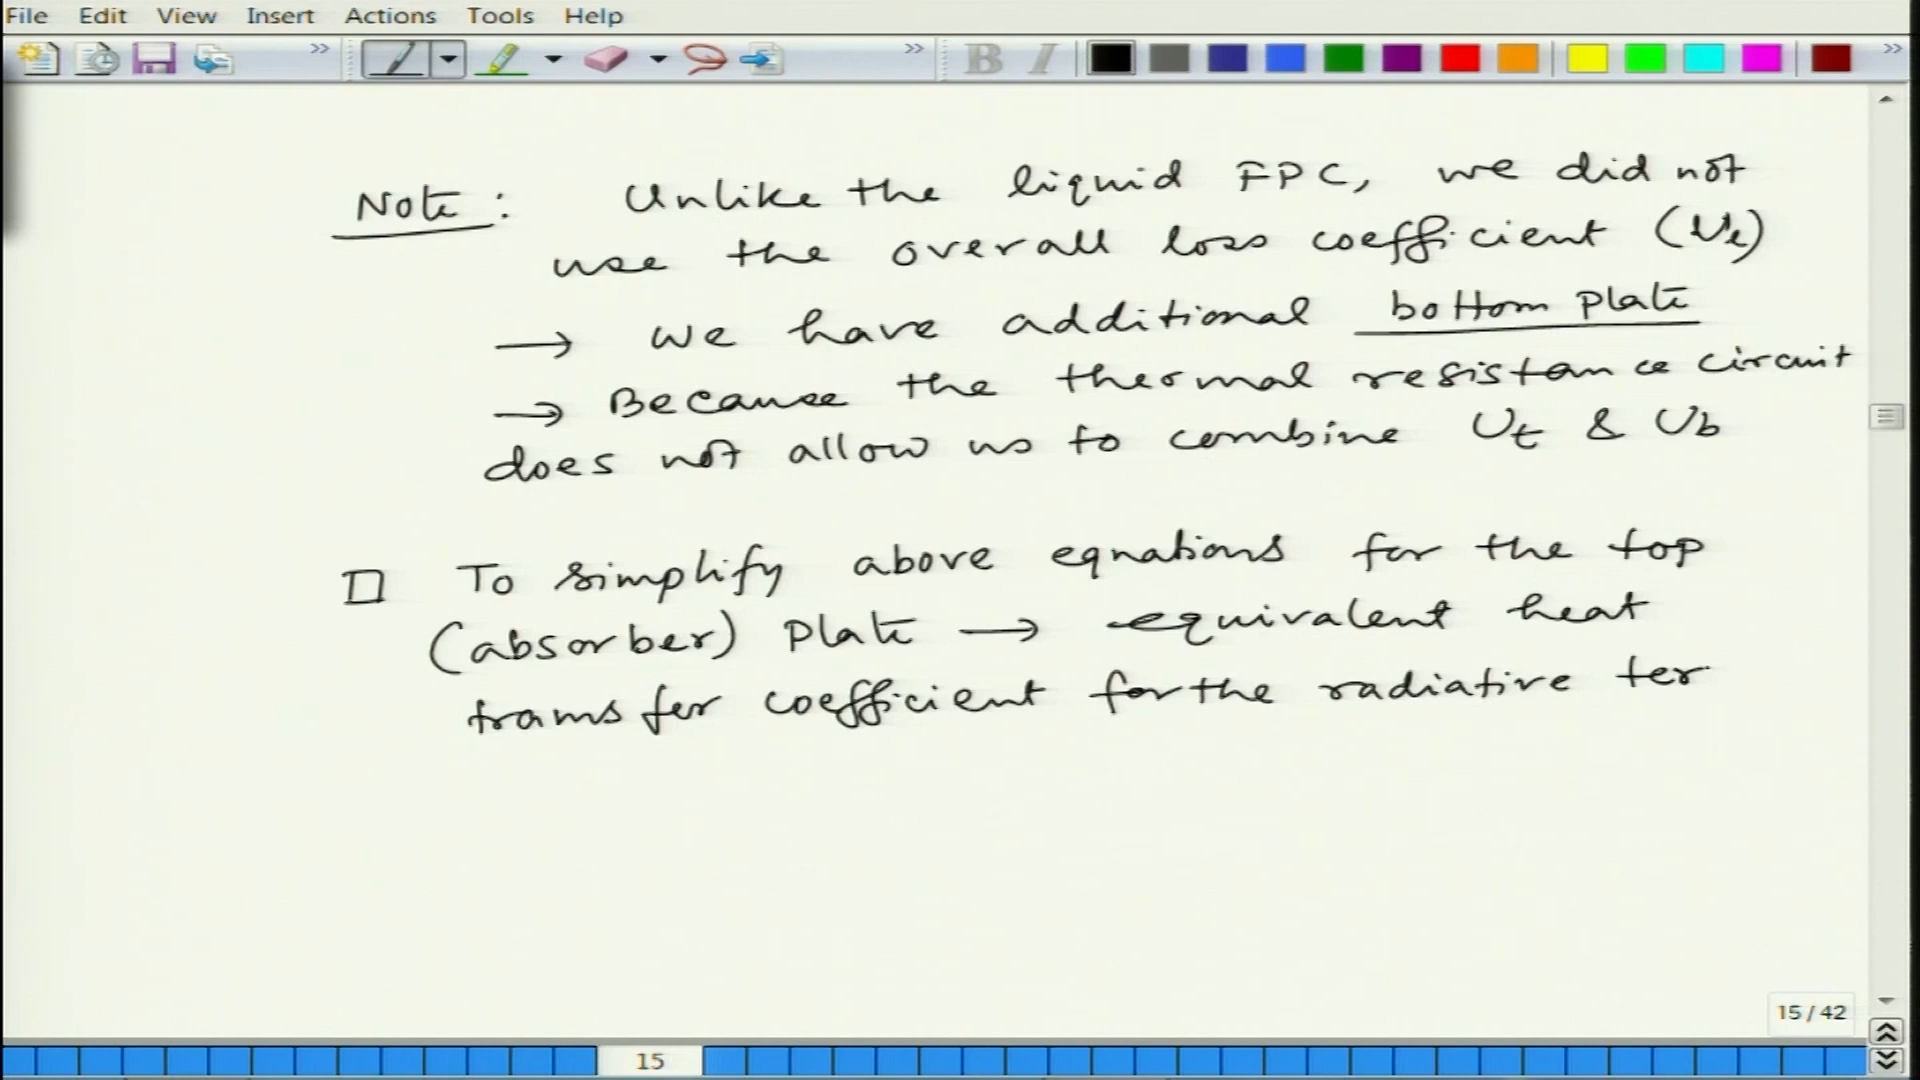 File Edit View Insert Actions Tools Help
B I
Note : Unlike the liquid FPC, we did not
use the overall loss coefficient (Ul)
→ we have additional bottom plate
→ Because the thermal resistance circuit
does not allow us to combine Ut & Ub
□ To simplify above equations for the top
(absorber) plate → equivalent heat
transfer coefficient for the radiative ter
15 / 42
15